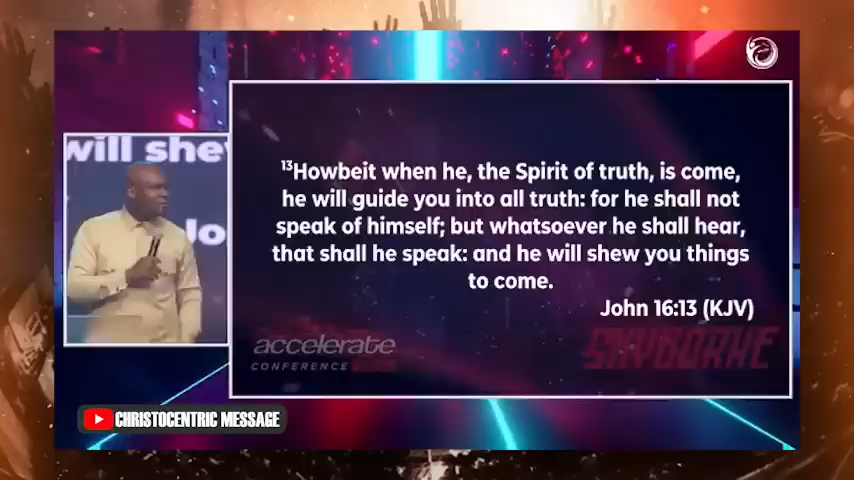 will shew
Jo
¹³Howbeit when he, the Spirit of truth, is come,
he will guide you into all truth: for he shall not
speak of himself; but whatsoever he shall hear,
that shall he speak: and he will shew you things
to come.
John 16:13 (KJV)
accelerate
CONFERENCE
SKYBORNE
CHRISTOCENTRIC MESSAGE